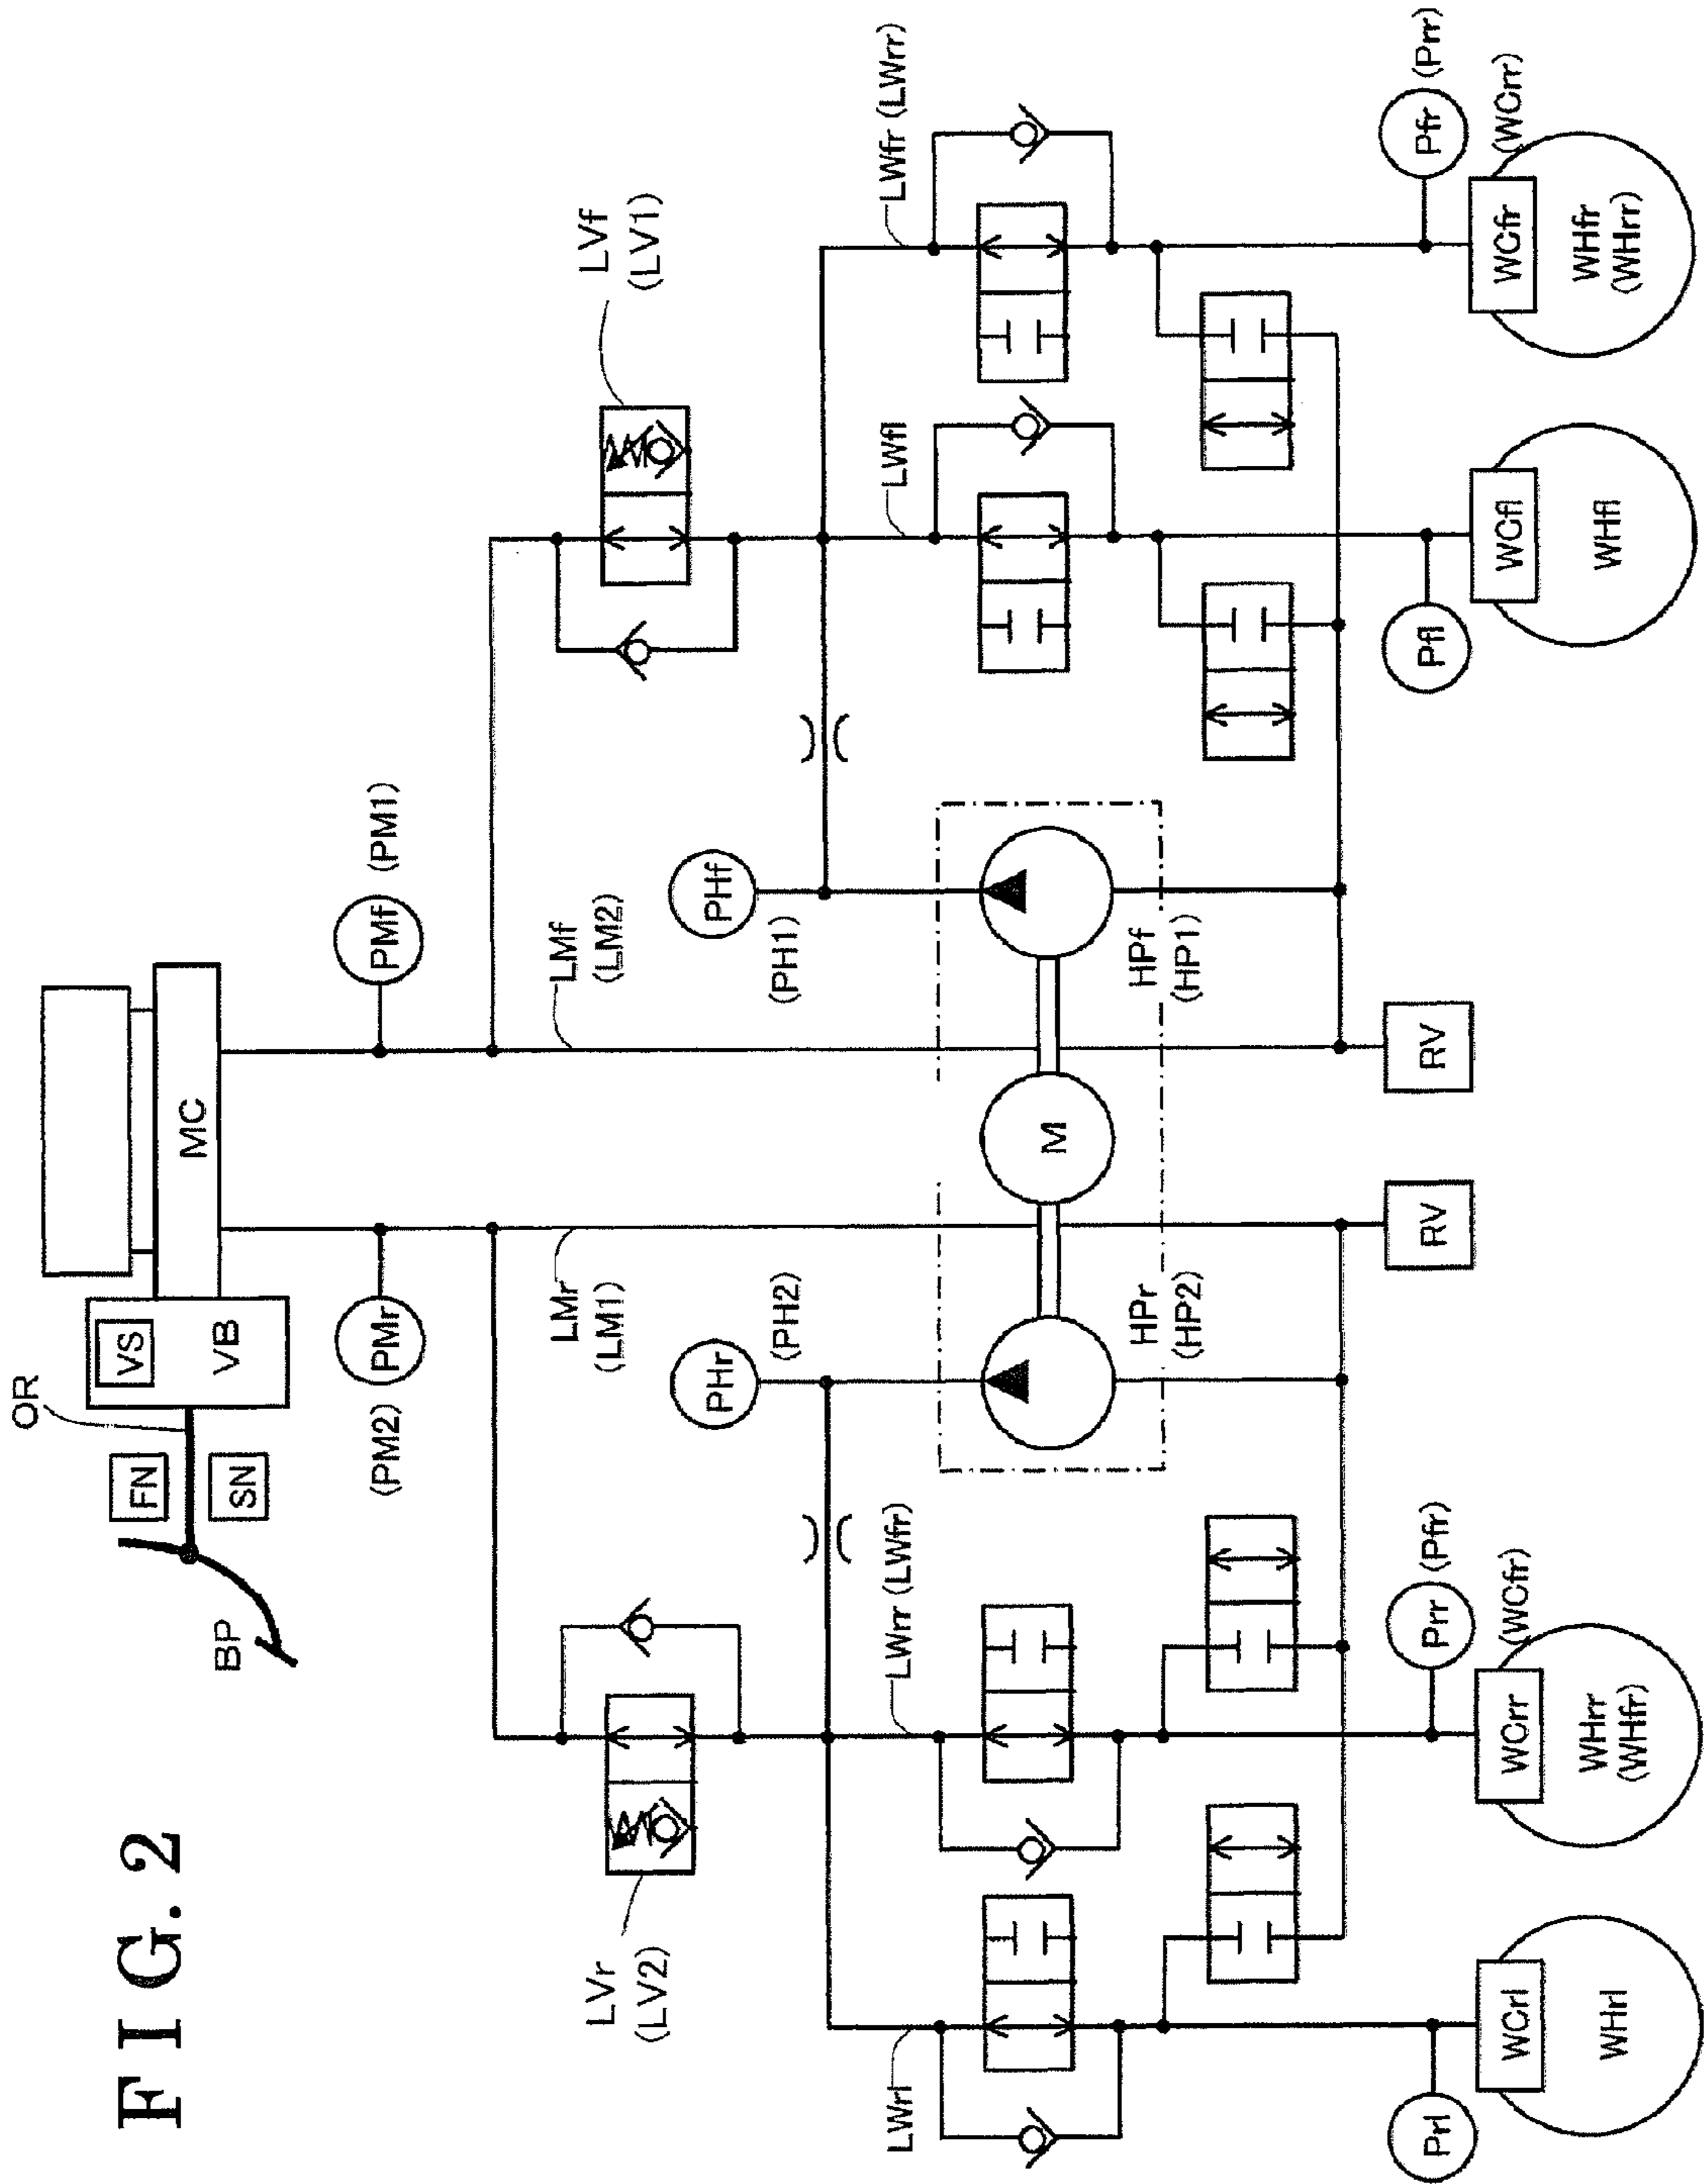 FIG. 2
BP
OR
FN
SN
VS
VB
MC
PMr
(PM2)
PMf
(PM1)
LVr
(LV2)
LMr
(LM1)
LMf
(LM2)
LVf
(LV1)
PHr
(PH2)
PHf
(PH1)
LWrl
LWrr (LWfr)
LWfl
LWfr (LWrr)
HPr
(HP2)
M
HPf
(HP1)
Prl
Prr
(Pfr)
RV
RV
Pfl
Pfr
(Prr)
WCrl
WCrr
(WCfr)
WCfl
WCfr
(WCrr)
WHrl
WHrr
(WHfr)
WHfl
WHfr
(WHrr)